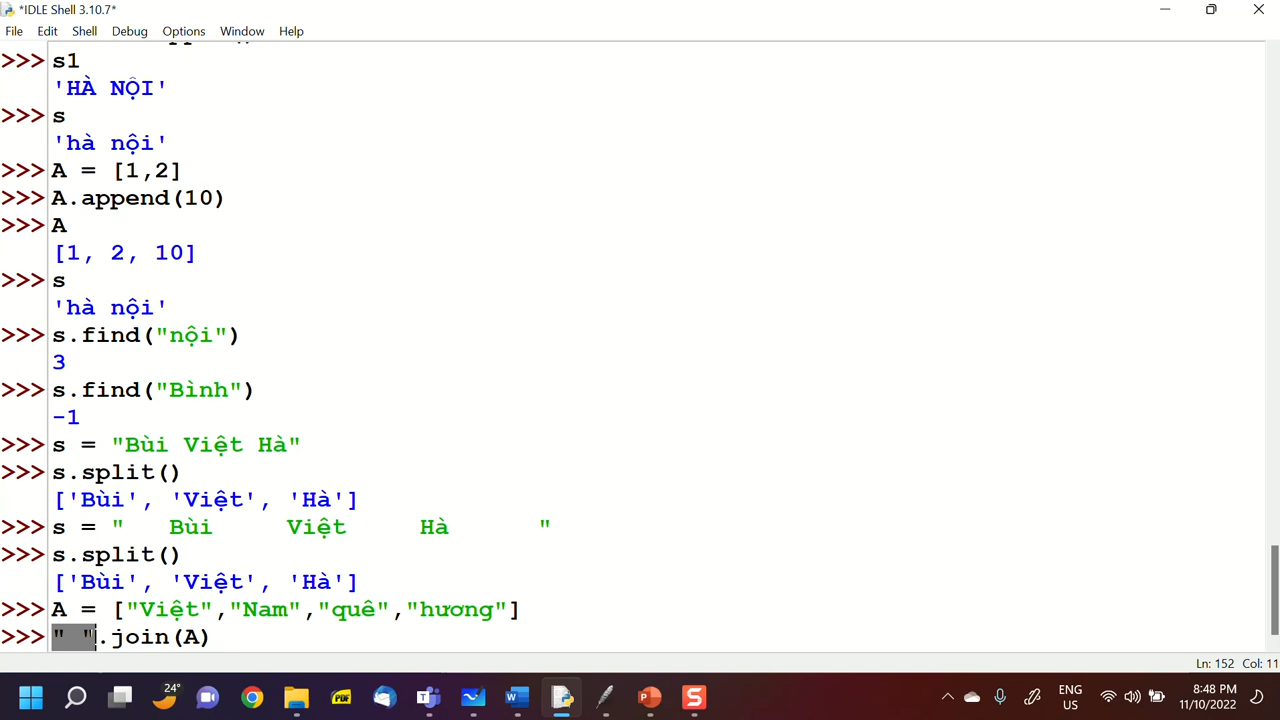 *IDLE Shell 3.10.7*
File Edit Shell Debug Options Window Help
>>> s1
'HÀ NỘI'
>>> s
'hà nội'
>>> A = [1,2]
>>> A.append(10)
>>> A
[1, 2, 10]
>>> s
'hà nội'
>>> s.find("nội")
3
>>> s.find("Bình")
-1
>>> s = "Bùi Việt Hà"
>>> s.split()
['Bùi', 'Việt', 'Hà']
>>> s = "   Bùi     Việt     Hà      "
>>> s.split()
['Bùi', 'Việt', 'Hà']
>>> A = ["Việt","Nam","quê","hương"]
>>> " ".join(A)
Ln: 152 Col: 11
24°
PDF
ENG
US
8:48 PM
11/10/2022